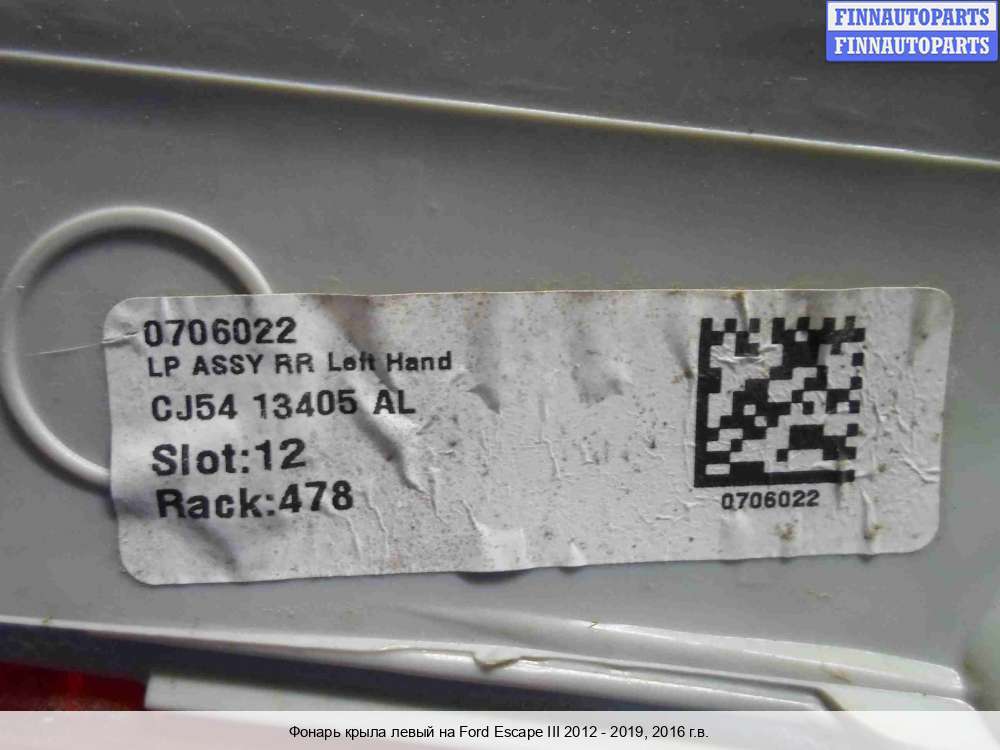 FINNAUTOPARTS
FINNAUTOPARTS
0706022
LP ASSY RR Left Hand
CJ54 13405 AL
Slot:12
Rack:478
0706022
Фонарь крыла левый на Ford Escape III 2012 - 2019, 2016 г.в.